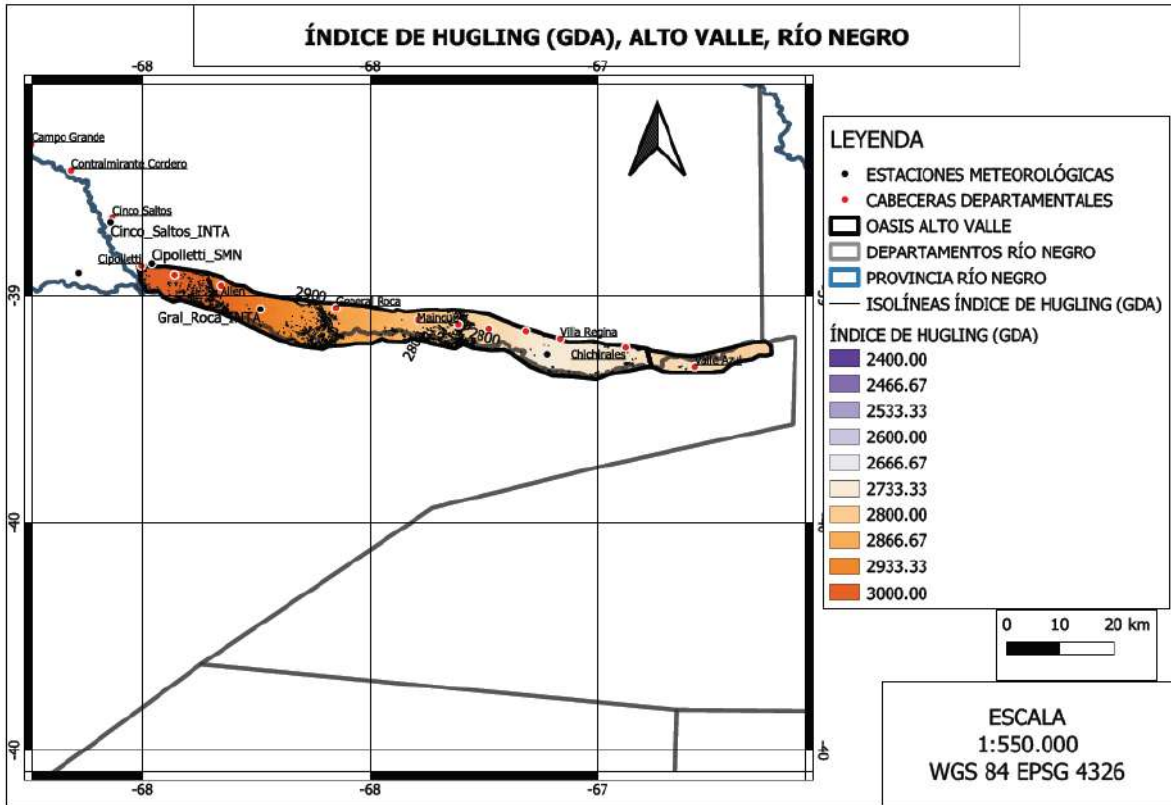 ÍNDICE DE HUGLING (GDA), ALTO VALLE, RÍO NEGRO
-68
-68
-67
Campo Grande
Contralmirante Cordero
Cinco Saltos
Cinco_Saltos_INTA
Cipolletti
Cipolletti_SMN
-39
Allen
2900
General Roca
Gral_Roca_INTA
2800
2800
Villa Regina
Chichirales
Valle Azul
-40
-40
-40
-68
-68
-67
LEYENDA
ESTACIONES METEOROLÓGICAS
CABECERAS DEPARTAMENTALES
OASIS ALTO VALLE
DEPARTAMENTOS RÍO NEGRO
PROVINCIA RÍO NEGRO
ISOLÍNEAS ÍNDICE DE HUGLING (GDA)
ÍNDICE DE HUGLING (GDA)
2400.00
2466.67
2533.33
2600.00
2666.67
2733.33
2800.00
2866.67
2933.33
3000.00
0 10 20 km
ESCALA
1:550.000
WGS 84 EPSG 4326